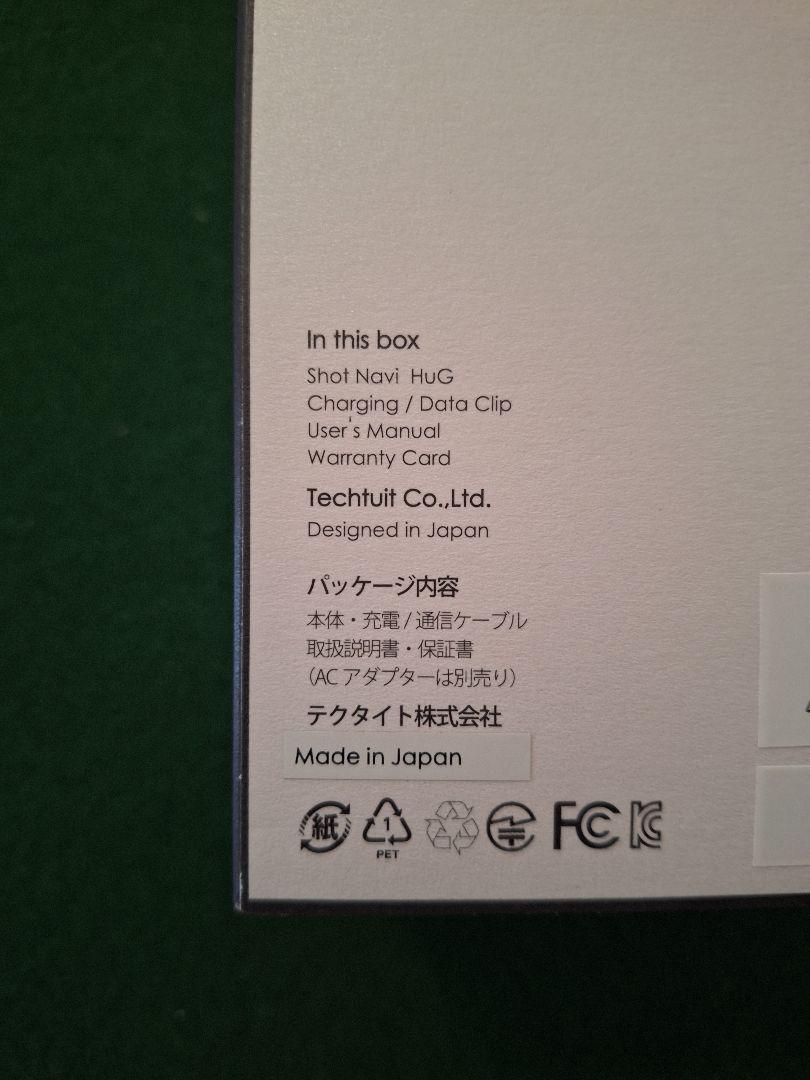 In this box
Shot Navi HuG
Charging / Data Clip
User's Manual
Warranty Card
Techtuit Co.,Ltd.
Designed in Japan
パッケージ内容
本体・充電 / 通信ケーブル
取扱説明書・保証書
（AC アダプターは別売り）
テクタイト株式会社
Made in Japan
紙
1
PET
FC